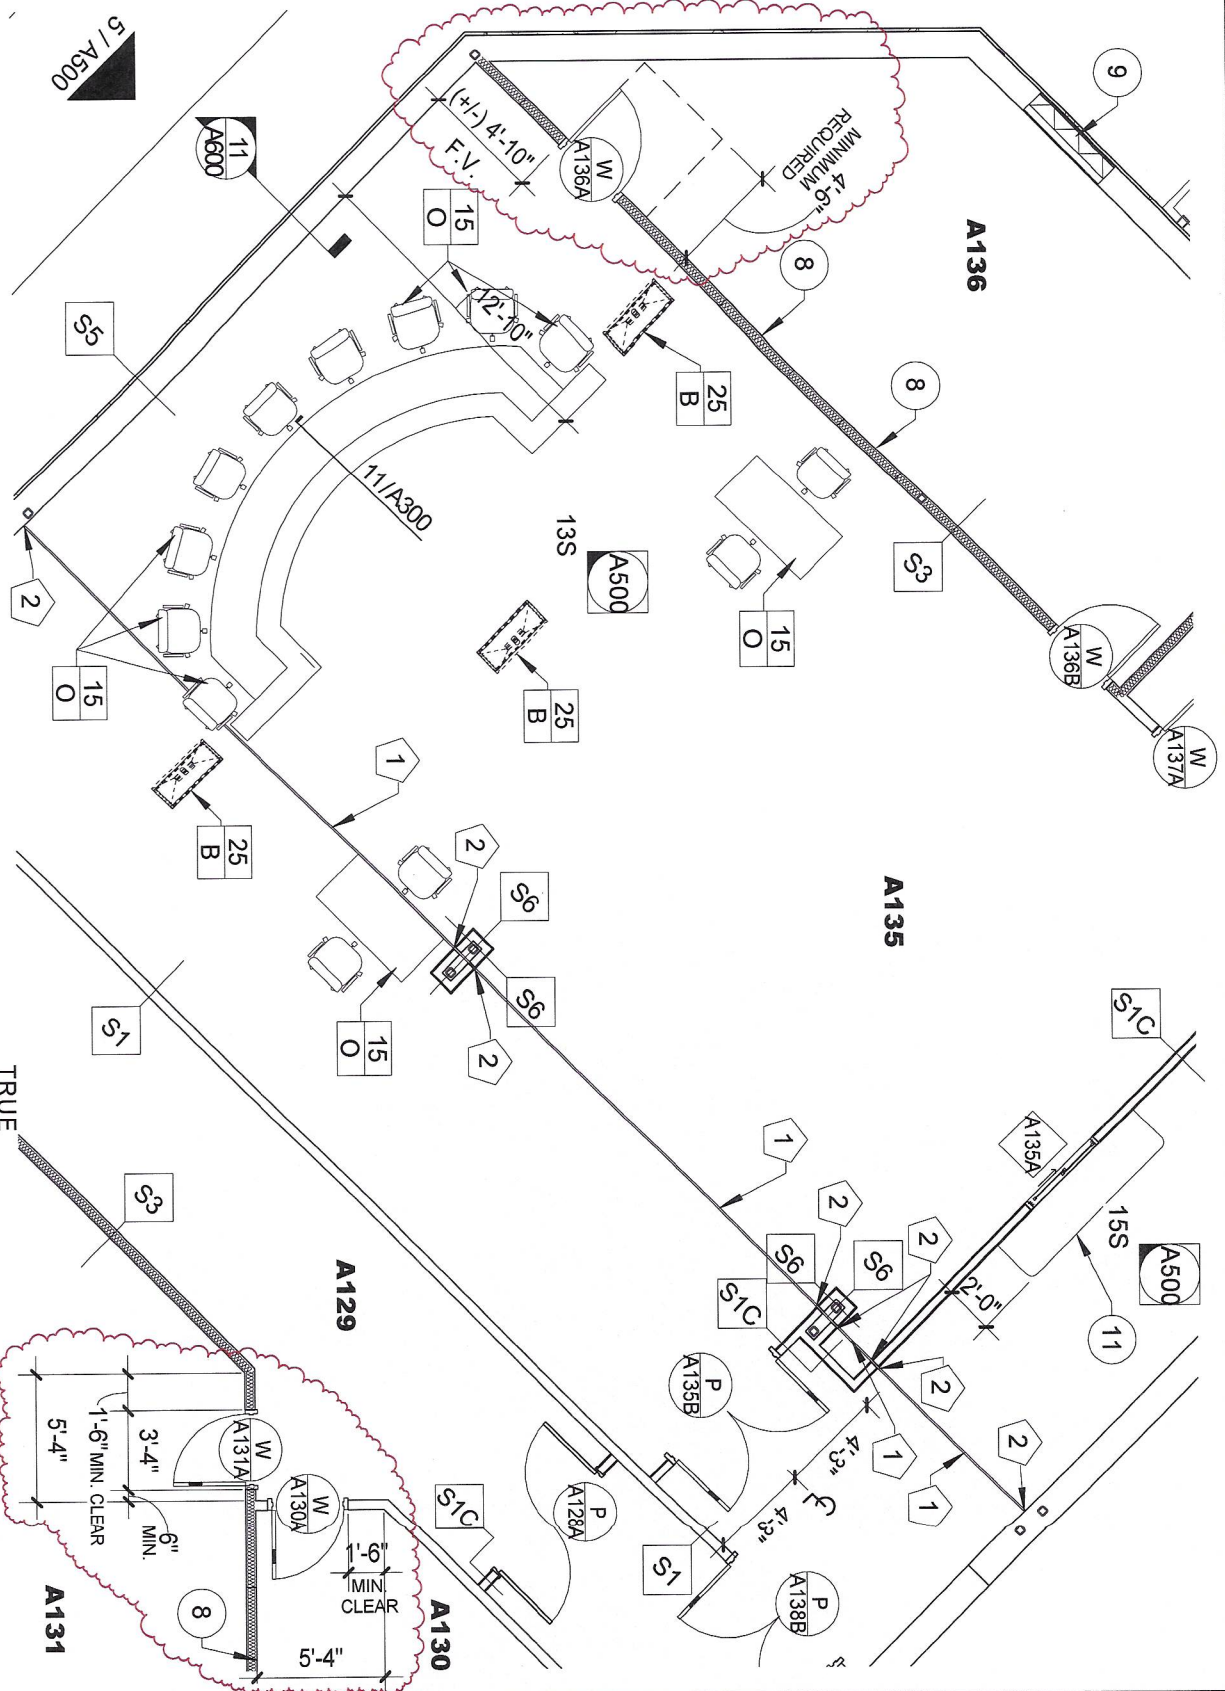 5 / A500
11
A600
(+/-) 4'-10"
F.V.
W
A136A
MINIMUM
REQUIRED
4'-6"
9
A136
8
8
15
O
12'-10"
25
B
S5
11/A300
13S
A500
15
O
S3
W
A136B
W
A137A
2
15
O
25
B
25
B
1
2
S6
S6
2
15
O
A135
S1C
A135A
15S
A500
11
2'-0"
S1
1
2
S6
S6
2
S1C
2
2
1
1
P
A135B
4'-3"
CL
4'-3"
TRUE
S3
A129
P
A128A
S1C
S1
P
A138B
W
A131A
W
A130A
5'-4"
3'-4"
1'-6" MIN. CLEAR
6"
MIN.
1'-6"
MIN.
CLEAR
5'-4"
8
A130
A131